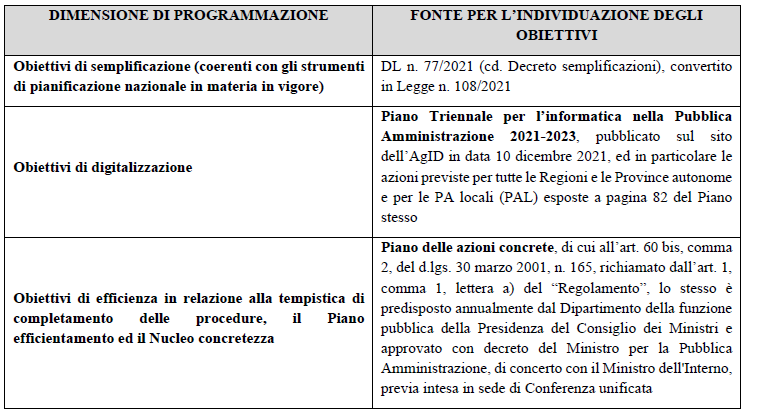 DIMENSIONE DI PROGRAMMAZIONE
FONTE PER L’INDIVIDUAZIONE DEGLI
OBIETTIVI
Obiettivi di semplificazione (coerenti con gli strumenti
di pianificazione nazionale in materia in vigore)
DL n. 77/2021 (cd. Decreto semplificazioni), convertito
in Legge n. 108/2021
Obiettivi di digitalizzazione
Piano Triennale per l’informatica nella Pubblica
Amministrazione 2021-2023, pubblicato sul sito
dell’AgID in data 10 dicembre 2021, ed in particolare le
azioni previste per tutte le Regioni e le Province autonome
e per le PA locali (PAL) esposte a pagina 82 del Piano
stesso
Obiettivi di efficienza in relazione alla tempistica di
completamento delle procedure, il Piano
efficientamento ed il Nucleo concretezza
Piano delle azioni concrete, di cui all’art. 60 bis, comma
2, del d.lgs. 30 marzo 2001, n. 165, richiamato dall’art. 1,
comma 1, lettera a) del “Regolamento”, lo stesso è
predisposto annualmente dal Dipartimento della funzione
pubblica della Presidenza del Consiglio dei Ministri e
approvato con decreto del Ministro per la Pubblica
Amministrazione, di concerto con il Ministro dell'Interno,
previa intesa in sede di Conferenza unificata